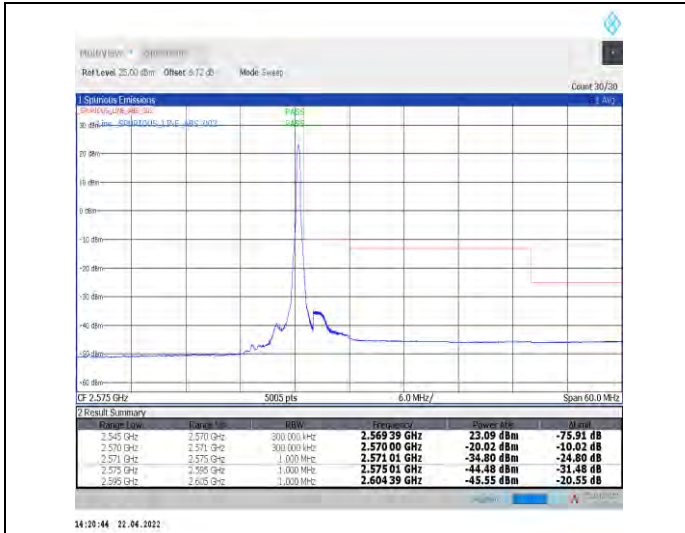 Ref Level 25.00 dBm Offset 6.72 dB Mode Sweep
Count 30/30
1 Spurious Emissions
1 Avg
PASS
30 dBm Line _SPURIOUS_LINE_ABS_003 PASS
20 dBm
10 dBm
0 dBm
-10 dBm
-20 dBm
-30 dBm
-40 dBm
-50 dBm
-60 dBm
CF 2.575 GHz 5005 pts 6.0 MHz/ Span 60.0 MHz
2 Result Summary
Range Low Range Up RBW Frequency Power Abs ΔLimit
2.545 GHz 2.570 GHz 300.000 kHz 2.569 39 GHz 23.09 dBm -75.91 dB
2.570 GHz 2.571 GHz 300.000 kHz 2.570 00 GHz -20.02 dBm -10.02 dB
2.571 GHz 2.575 GHz 1.000 MHz 2.571 01 GHz -34.80 dBm -24.80 dB
2.575 GHz 2.595 GHz 1.000 MHz 2.575 01 GHz -44.48 dBm -31.48 dB
2.595 GHz 2.605 GHz 1.000 MHz 2.604 39 GHz -45.55 dBm -20.55 dB
14:20:44 22.04.2022